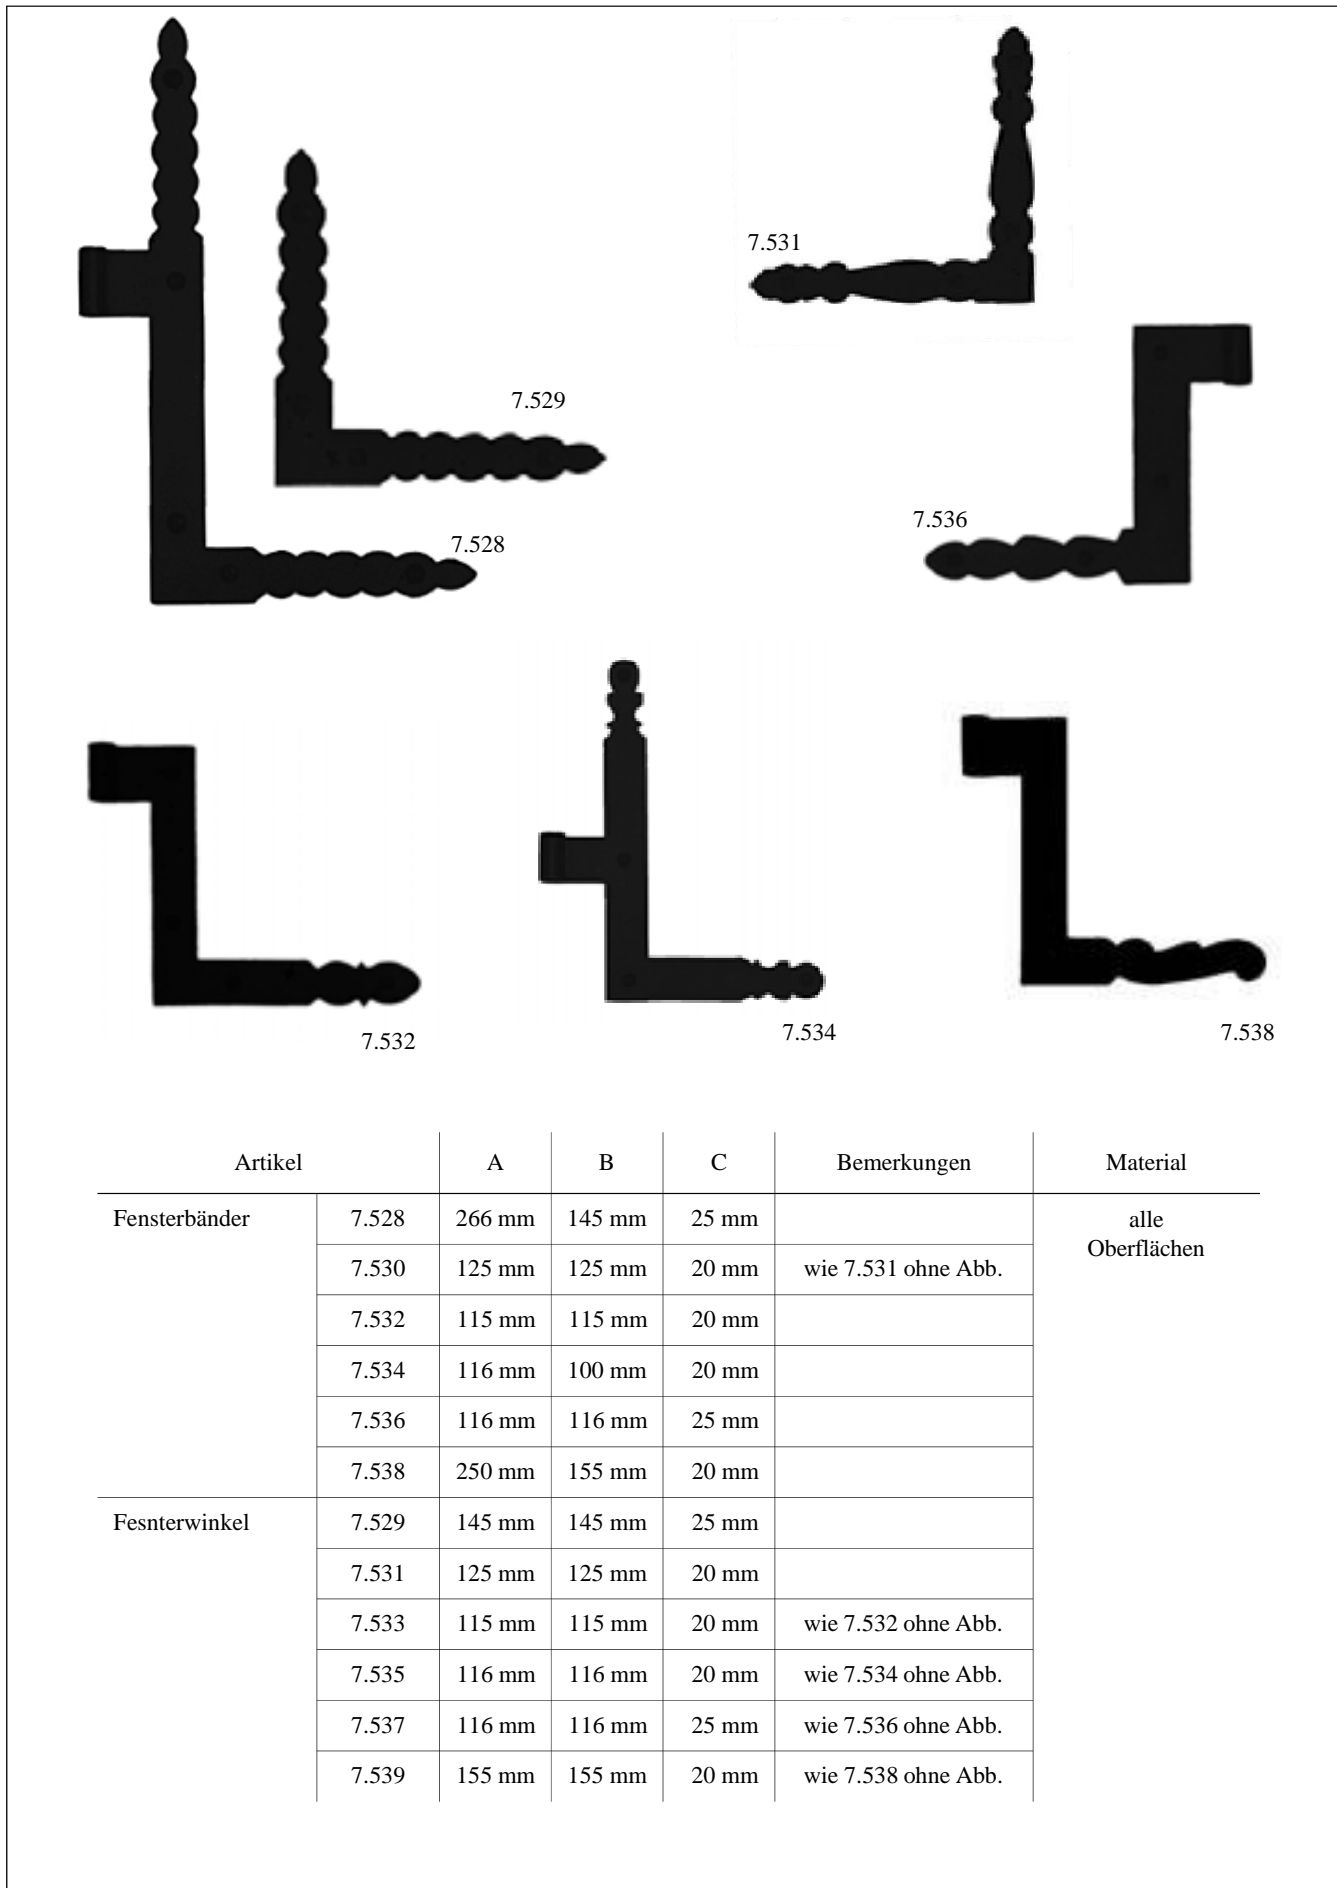 7.531
7.529
7.536
7.528
7.532
7.534
7.538
Artikel A B C Bemerkungen Material
Fensterbänder 7.528 266 mm 145 mm 25 mm alle
Oberflächen
7.530 125 mm 125 mm 20 mm wie 7.531 ohne Abb.
7.532 115 mm 115 mm 20 mm
7.534 116 mm 100 mm 20 mm
7.536 116 mm 116 mm 25 mm
7.538 250 mm 155 mm 20 mm
Fesnterwinkel 7.529 145 mm 145 mm 25 mm
7.531 125 mm 125 mm 20 mm
7.533 115 mm 115 mm 20 mm wie 7.532 ohne Abb.
7.535 116 mm 116 mm 20 mm wie 7.534 ohne Abb.
7.537 116 mm 116 mm 25 mm wie 7.536 ohne Abb.
7.539 155 mm 155 mm 20 mm wie 7.538 ohne Abb.